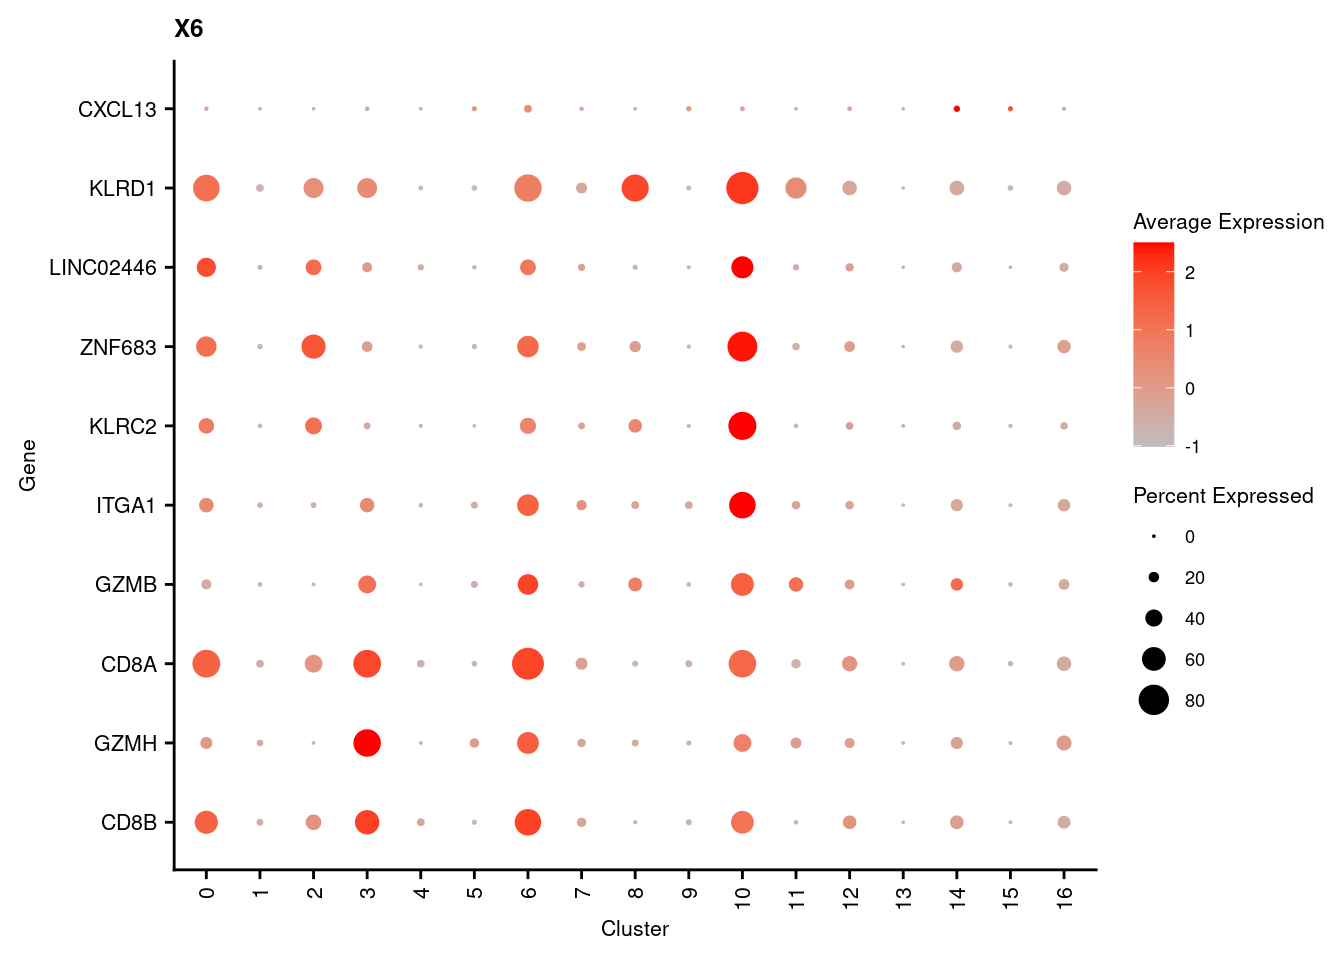 X6
CXCL13
KLRD1
LINC02446
ZNF683
KLRC2
ITGA1
GZMB
CD8A
GZMH
CD8B
Gene
0 1 2 3 4 5 6 7 8 9 10 11 12 13 14 15 16
Cluster
Average Expression
2
1
0
-1
Percent Expressed
0
20
40
60
80